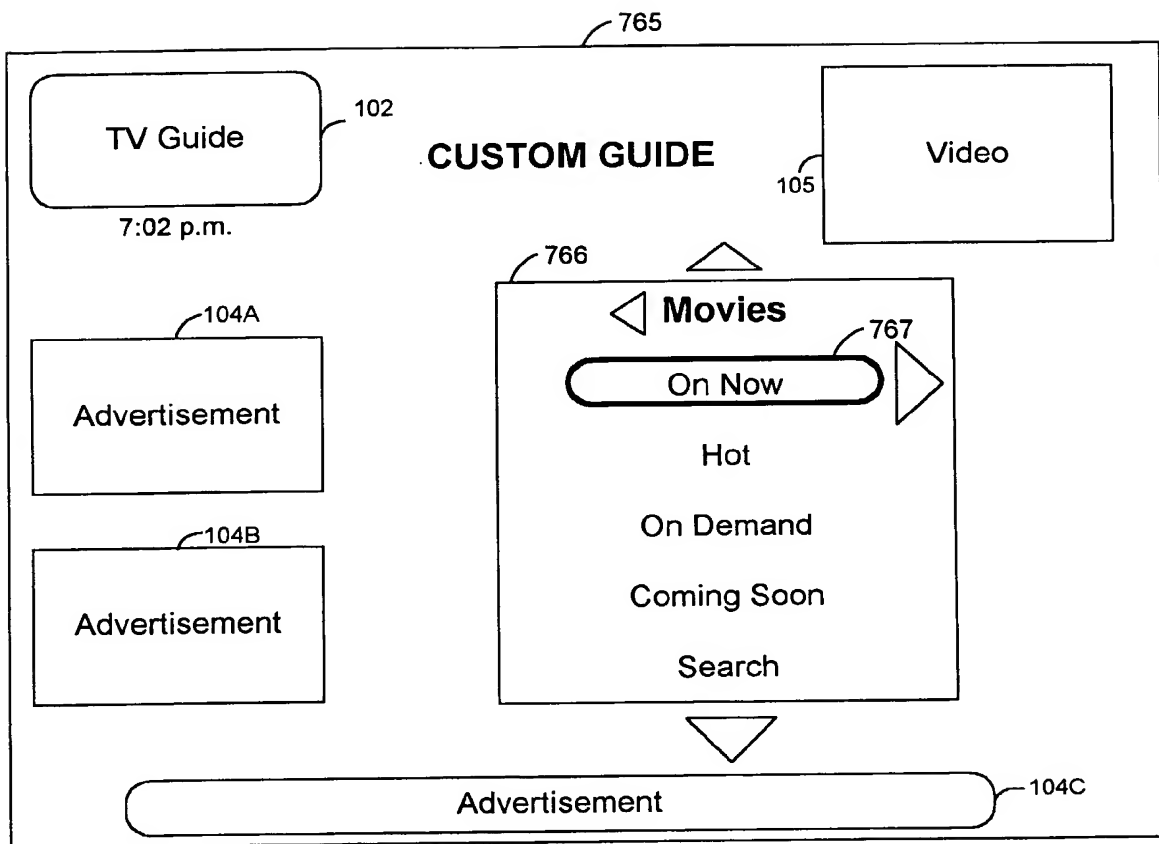 765
TV Guide
102
CUSTOM GUIDE
Video
105
7:02 p.m.
766
Movies
767
On Now
Hot
On Demand
Coming Soon
Search
104A
Advertisement
104B
Advertisement
Advertisement
104C